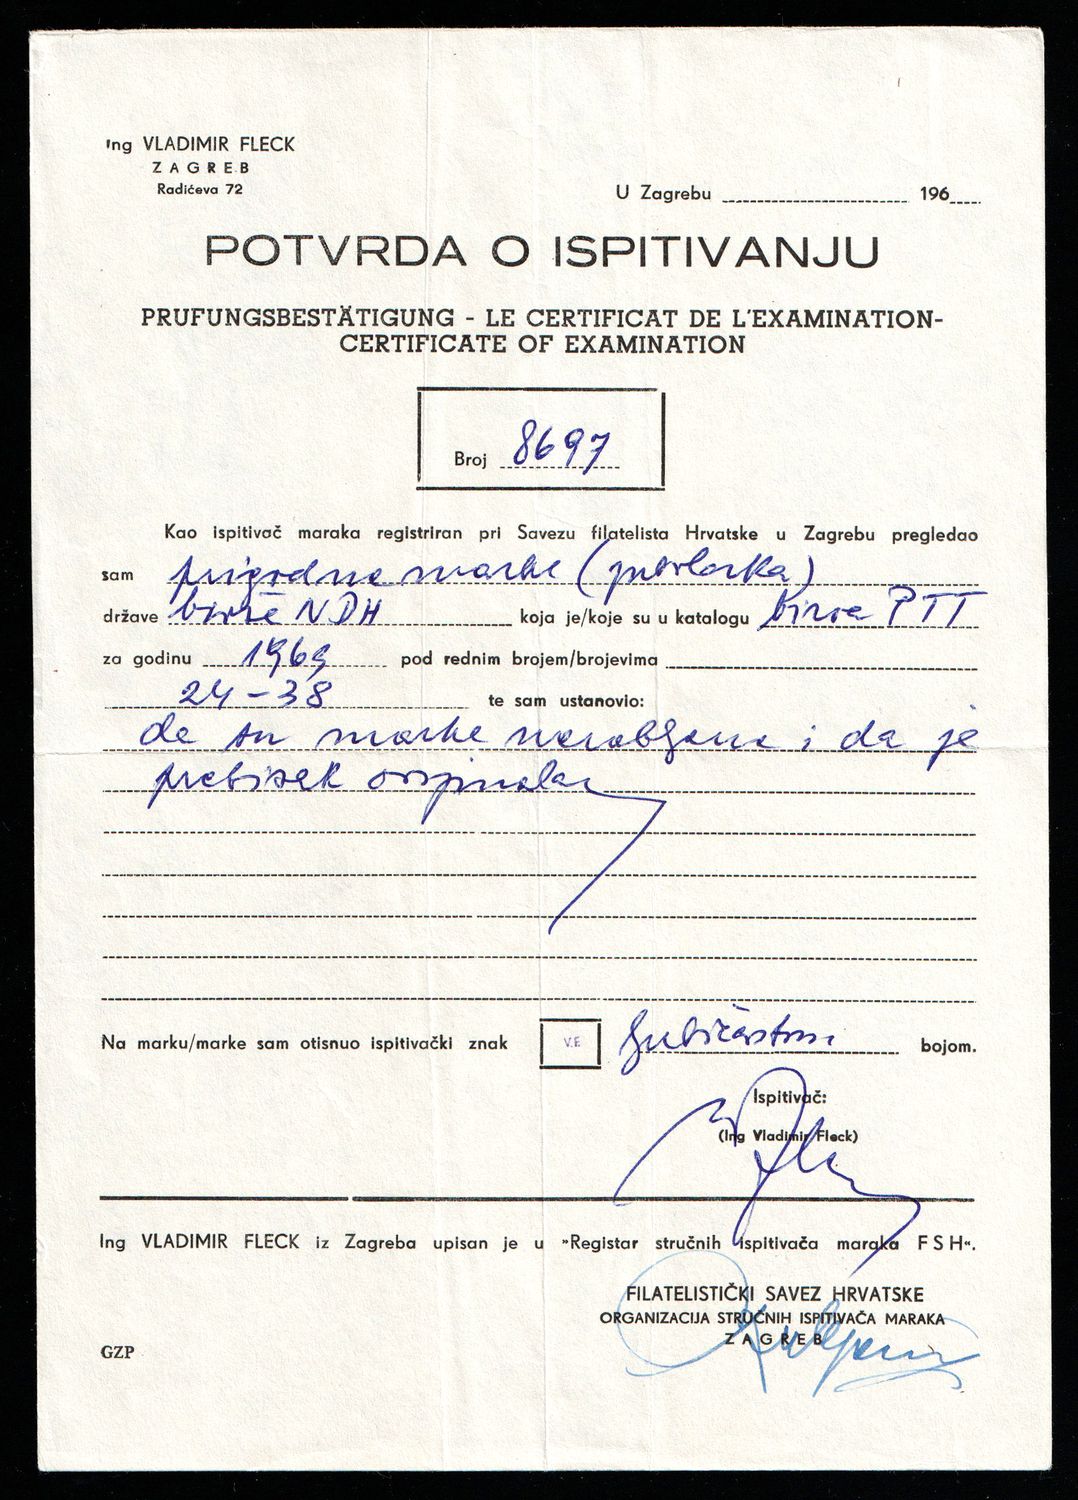 Ing VLADIMIR FLECK
ZAGREB
Radićeva 72
U Zagrebu 196
POTVRDA O ISPITIVANJU
PRUFUNGSBESTÄTIGUNG - LE CERTIFICAT DE L'EXAMINATION-
CERTIFICATE OF EXAMINATION
Broj 8697
Kao ispitivač maraka registriran pri Savezu filatelista Hrvatske u Zagrebu pregledao
sam prigodne marke
države bivše NDH koja je/koje su u katalogu PTT
za godinu 1969 pod rednim brojem/brojevima
24-38 te sam ustanovio:
da su marke nerabljene i da je
pretisak originalan
Na marku/marke sam otisnuo ispitivački znak V.F. ljubičastom bojom.
Ispitivač:
(Ing Vladimir Fleck)
Ing VLADIMIR FLECK iz Zagreba upisan je u »Registar stručnih ispitivača maraka FSH«.
FILATELISTIČKI SAVEZ HRVATSKE
ORGANIZACIJA STRUČNIH ISPITIVAČA MARAKA
ZAGREB
GZP